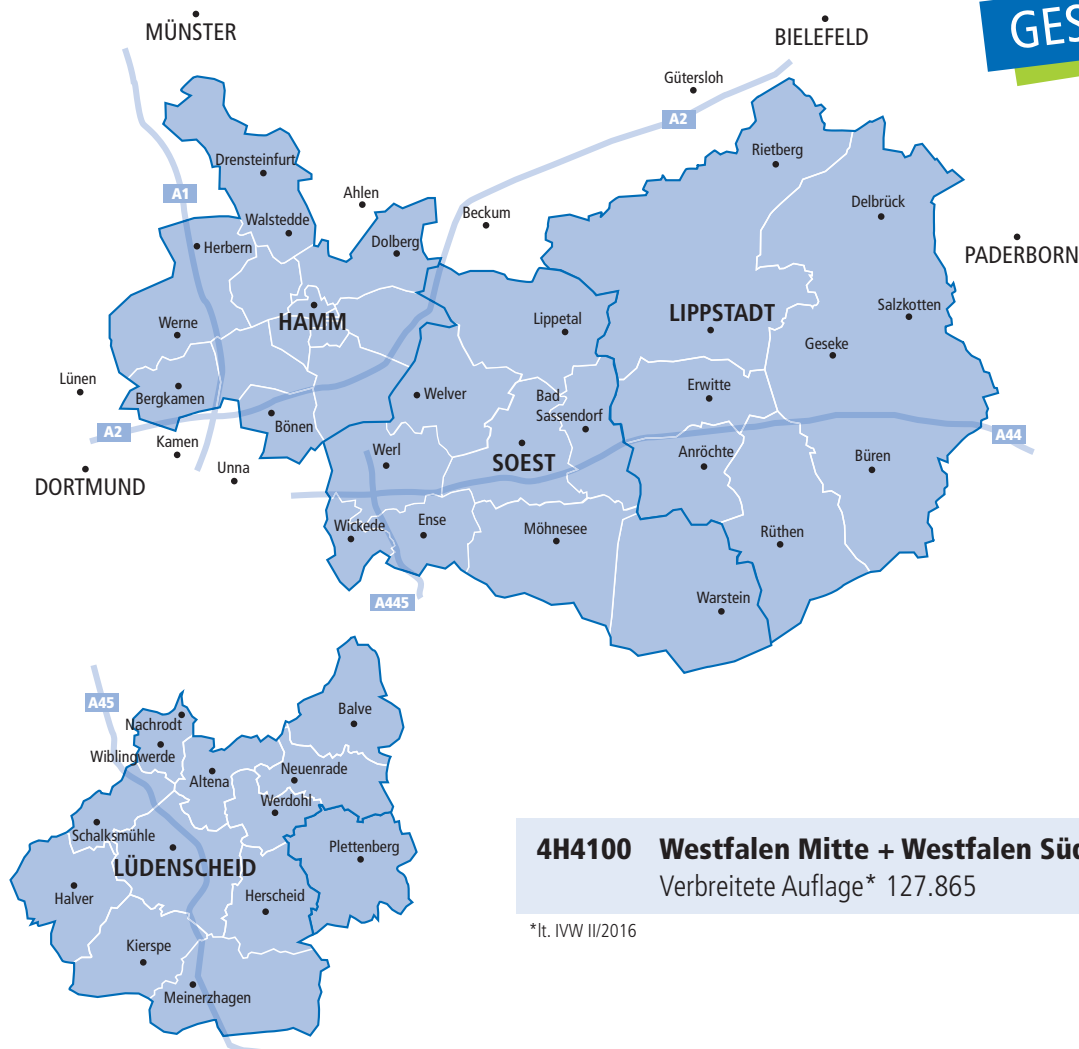 MÜNSTER
BIELEFELD
GES
Gütersloh
A2
Rietberg
Drensteinfurt
A1
Ahlen
Delbrück
Beckum
Walstedde
Dolberg
Herbern
PADERBORN
Salzkotten
LIPPSTADT
Lippetal
HAMM
Werne
Geseke
Lünen
Bergkamen
Welver
Bad
Sassendorf
Erwitte
Bönen
A2
A44
Kamen
Werl
SOEST
Anröchte
Büren
Unna
DORTMUND
Wickede
Ense
Möhnesee
Rüthen
A445
Warstein
A45
Nachrodt
Balve
Wiblingwerde
Altena
Neuenrade
Werdohl
Schalksmühle
Plettenberg
LÜDENSCHEID
Halver
Herscheid
Kierspe
Meinerzhagen
4H4100 Westfalen Mitte + Westfalen Süd
Verbreitete Auflage* 127.865
*lt. IVW II/2016